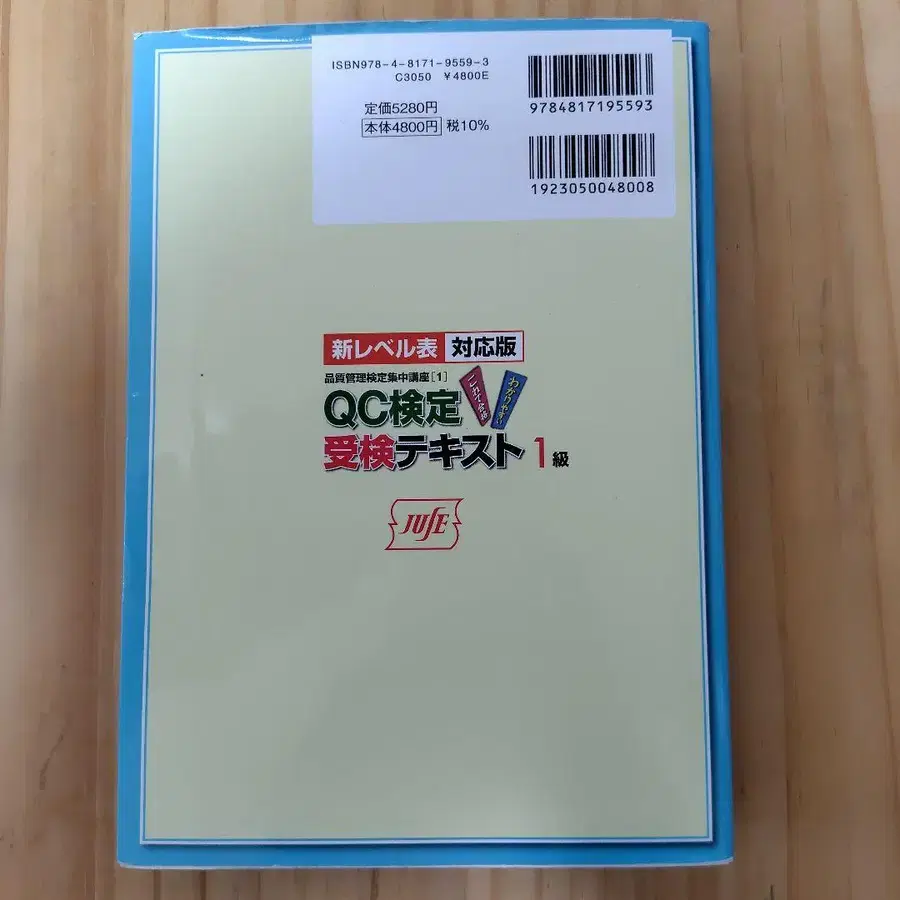 ISBN978-4-8171-9559-3
C3050 ¥4800E
定価5280円
本体4800円 税10%
9784817195593
1923050048008
新レベル表 対応版
品質管理検定集中講座[1]
QC検定
これで合格
わかりやすい
受検テキスト 1級
JUSE